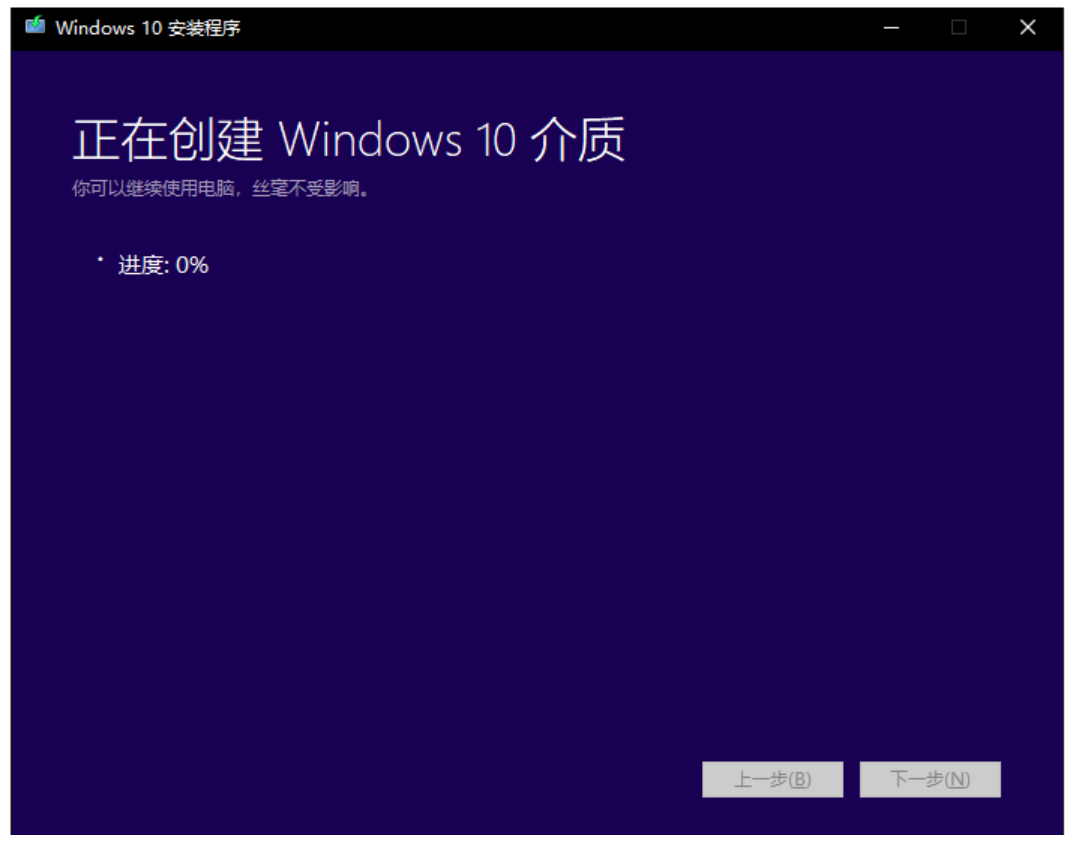 Windows 10 安装程序
正在创建 Windows 10 介质
你可以继续使用电脑，丝毫不受影响。
进度: 0%
上一步(B) 下一步(N)